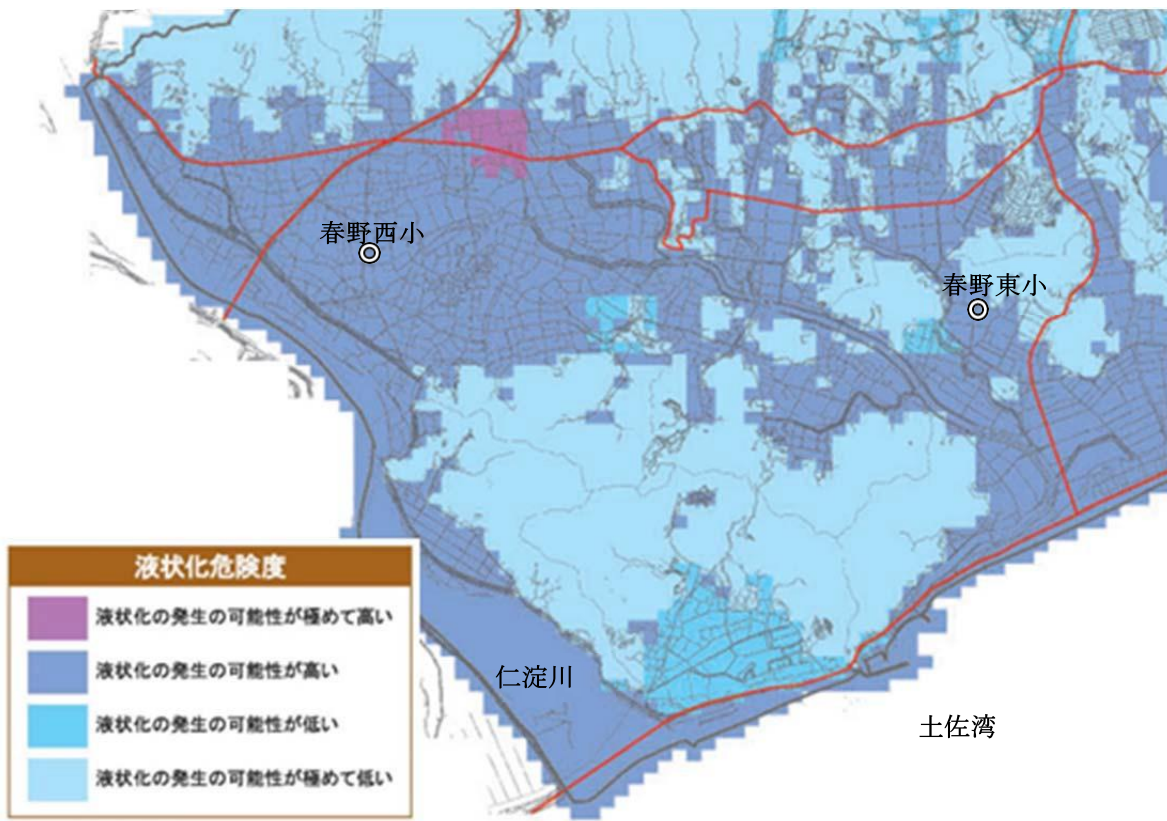 春野西小
春野東小
液状化危険度
液状化の発生の可能性が極めて高い
液状化の発生の可能性が高い
液状化の発生の可能性が低い
液状化の発生の可能性が極めて低い
仁淀川
土佐湾